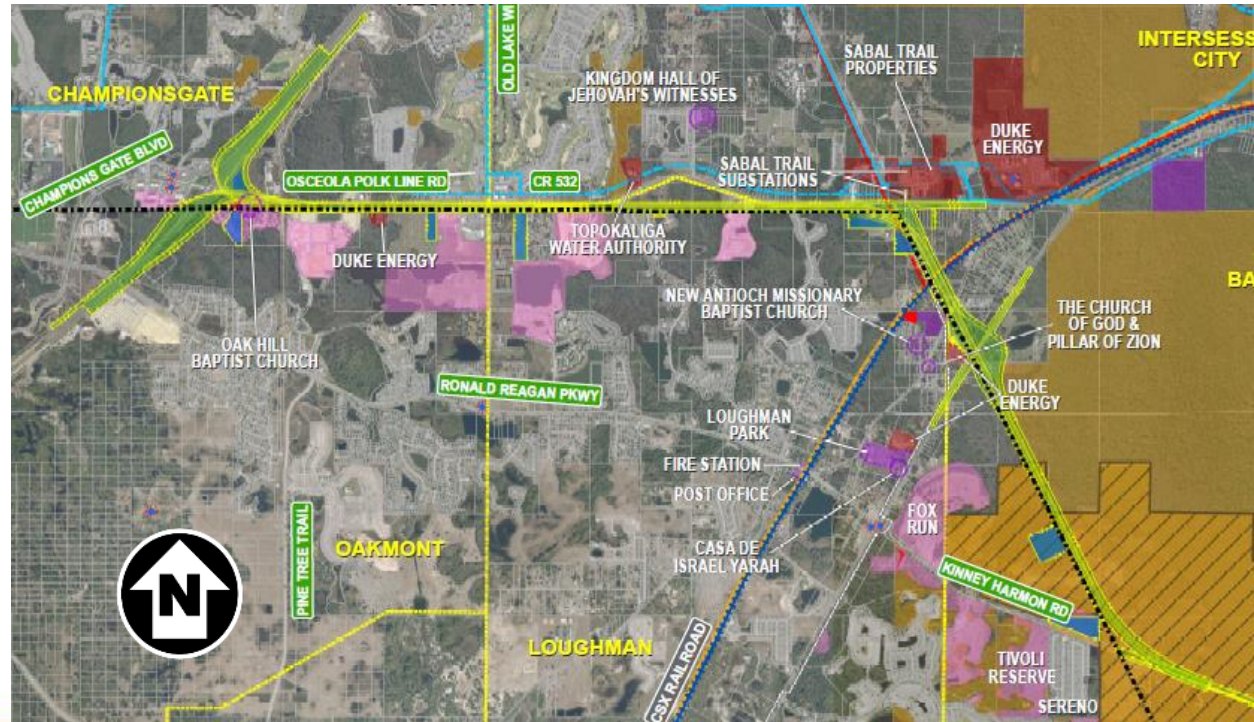 OLD LAKE WI
INTERSESS
CITY
SABAL TRAIL
PROPERTIES
KINGDOM HALL OF
JEHOVAH'S WITNESSES
CHAMPIONSGATE
DUKE
ENERGY
CHAMPIONS GATE BLVD
OSCEOLA POLK LINE RD
CR 532
SABAL TRAIL
SUBSTATIONS
TOPOKALIGA
WATER AUTHORITY
DUKE ENERGY
BA
NEW ANTIOCH MISSIONARY
BAPTIST CHURCH
THE CHURCH
OF GOD &
PILLAR OF ZION
OAK HILL
BAPTIST CHURCH
RONALD REAGAN PKWY
DUKE
ENERGY
LOUGHMAN
PARK
FIRE STATION
POST OFFICE
FOX
RUN
CASA DE
ISRAEL YARAH
OAKMONT
PINE TREE TRAIL
KINNEY HARMON RD
N
LOUGHMAN
CSX RAILROAD
TIVOLI
RESERVE
SERENO